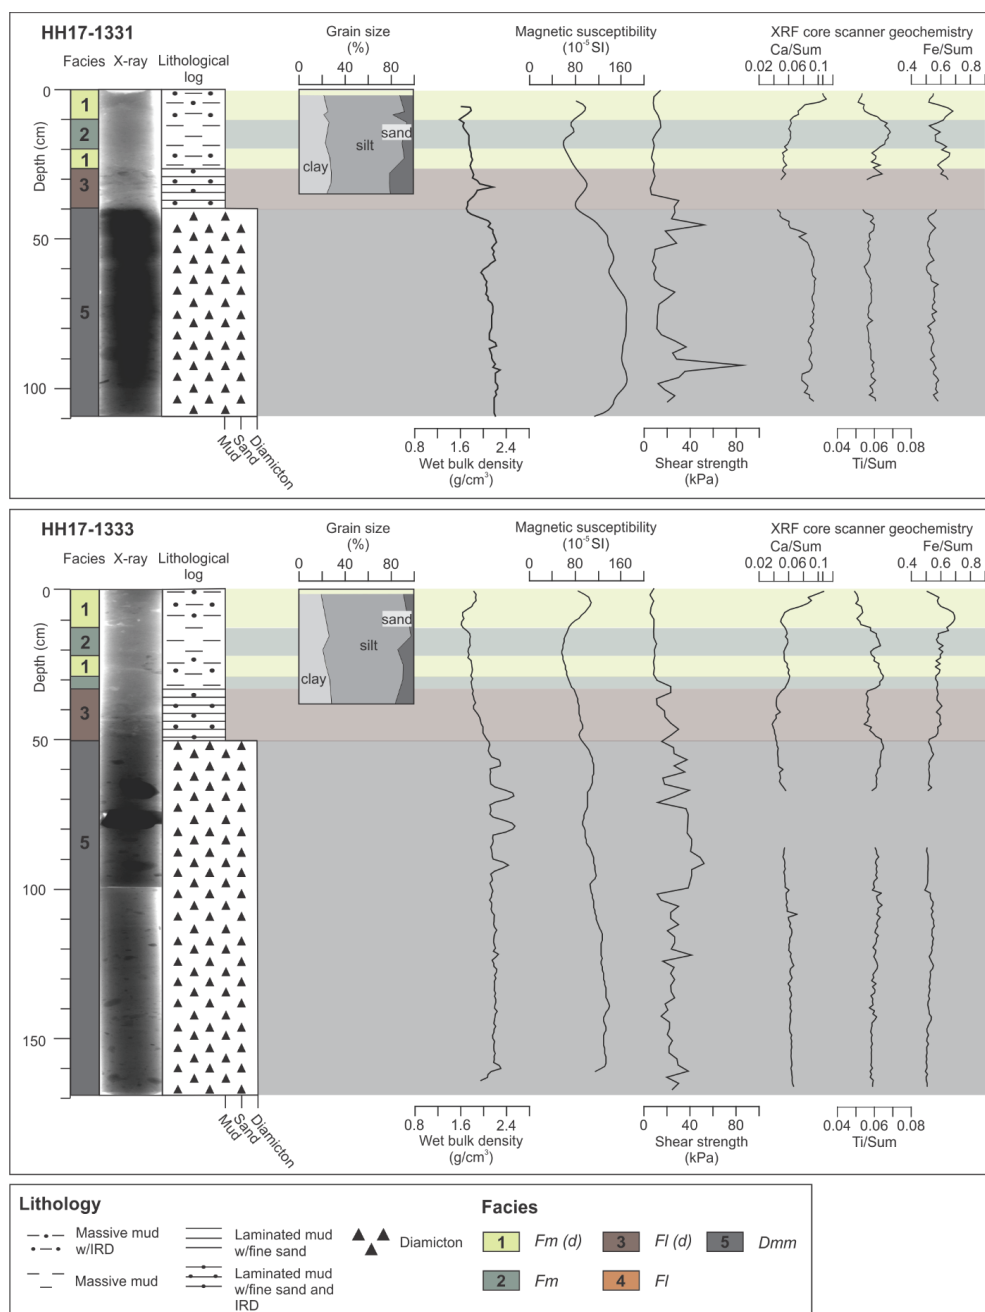 HH17-1331
Grain size
(%)
Magnetic susceptibility
(10⁻⁵ SI)
XRF core scanner geochemistry
Ca/Sum Fe/Sum
Facies X-ray Lithological
log
0 40 80 0 80 160 0.02 0.06 0.1 0.4 0.6 0.8
Depth (cm)
0
50
100
1
2
1
3
5
clay
silt
sand
Mud
Sand
Diamicton
0.8 1.6 2.4
Wet bulk density
(g/cm³)
0 40 80
Shear strength
(kPa)
0.04 0.06 0.08
Ti/Sum
HH17-1333
Grain size
(%)
Magnetic susceptibility
(10⁻⁵ SI)
XRF core scanner geochemistry
Ca/Sum Fe/Sum
Facies X-ray Lithological
log
0 40 80 0 80 160 0.02 0.06 0.1 0.4 0.6 0.8
Depth (cm)
0
50
100
150
1
2
1
3
5
clay
silt
sand
Mud
Sand
Diamicton
0.8 1.6 2.4
Wet bulk density
(g/cm³)
0 40 80
Shear strength
(kPa)
0.04 0.06 0.08
Ti/Sum
Lithology
Massive mud
w/IRD
Massive mud
Laminated mud
w/fine sand
Laminated mud
w/fine sand and
IRD
Diamicton
Facies
1 Fm (d)
2 Fm
3 Fl (d)
4 Fl
5 Dmm